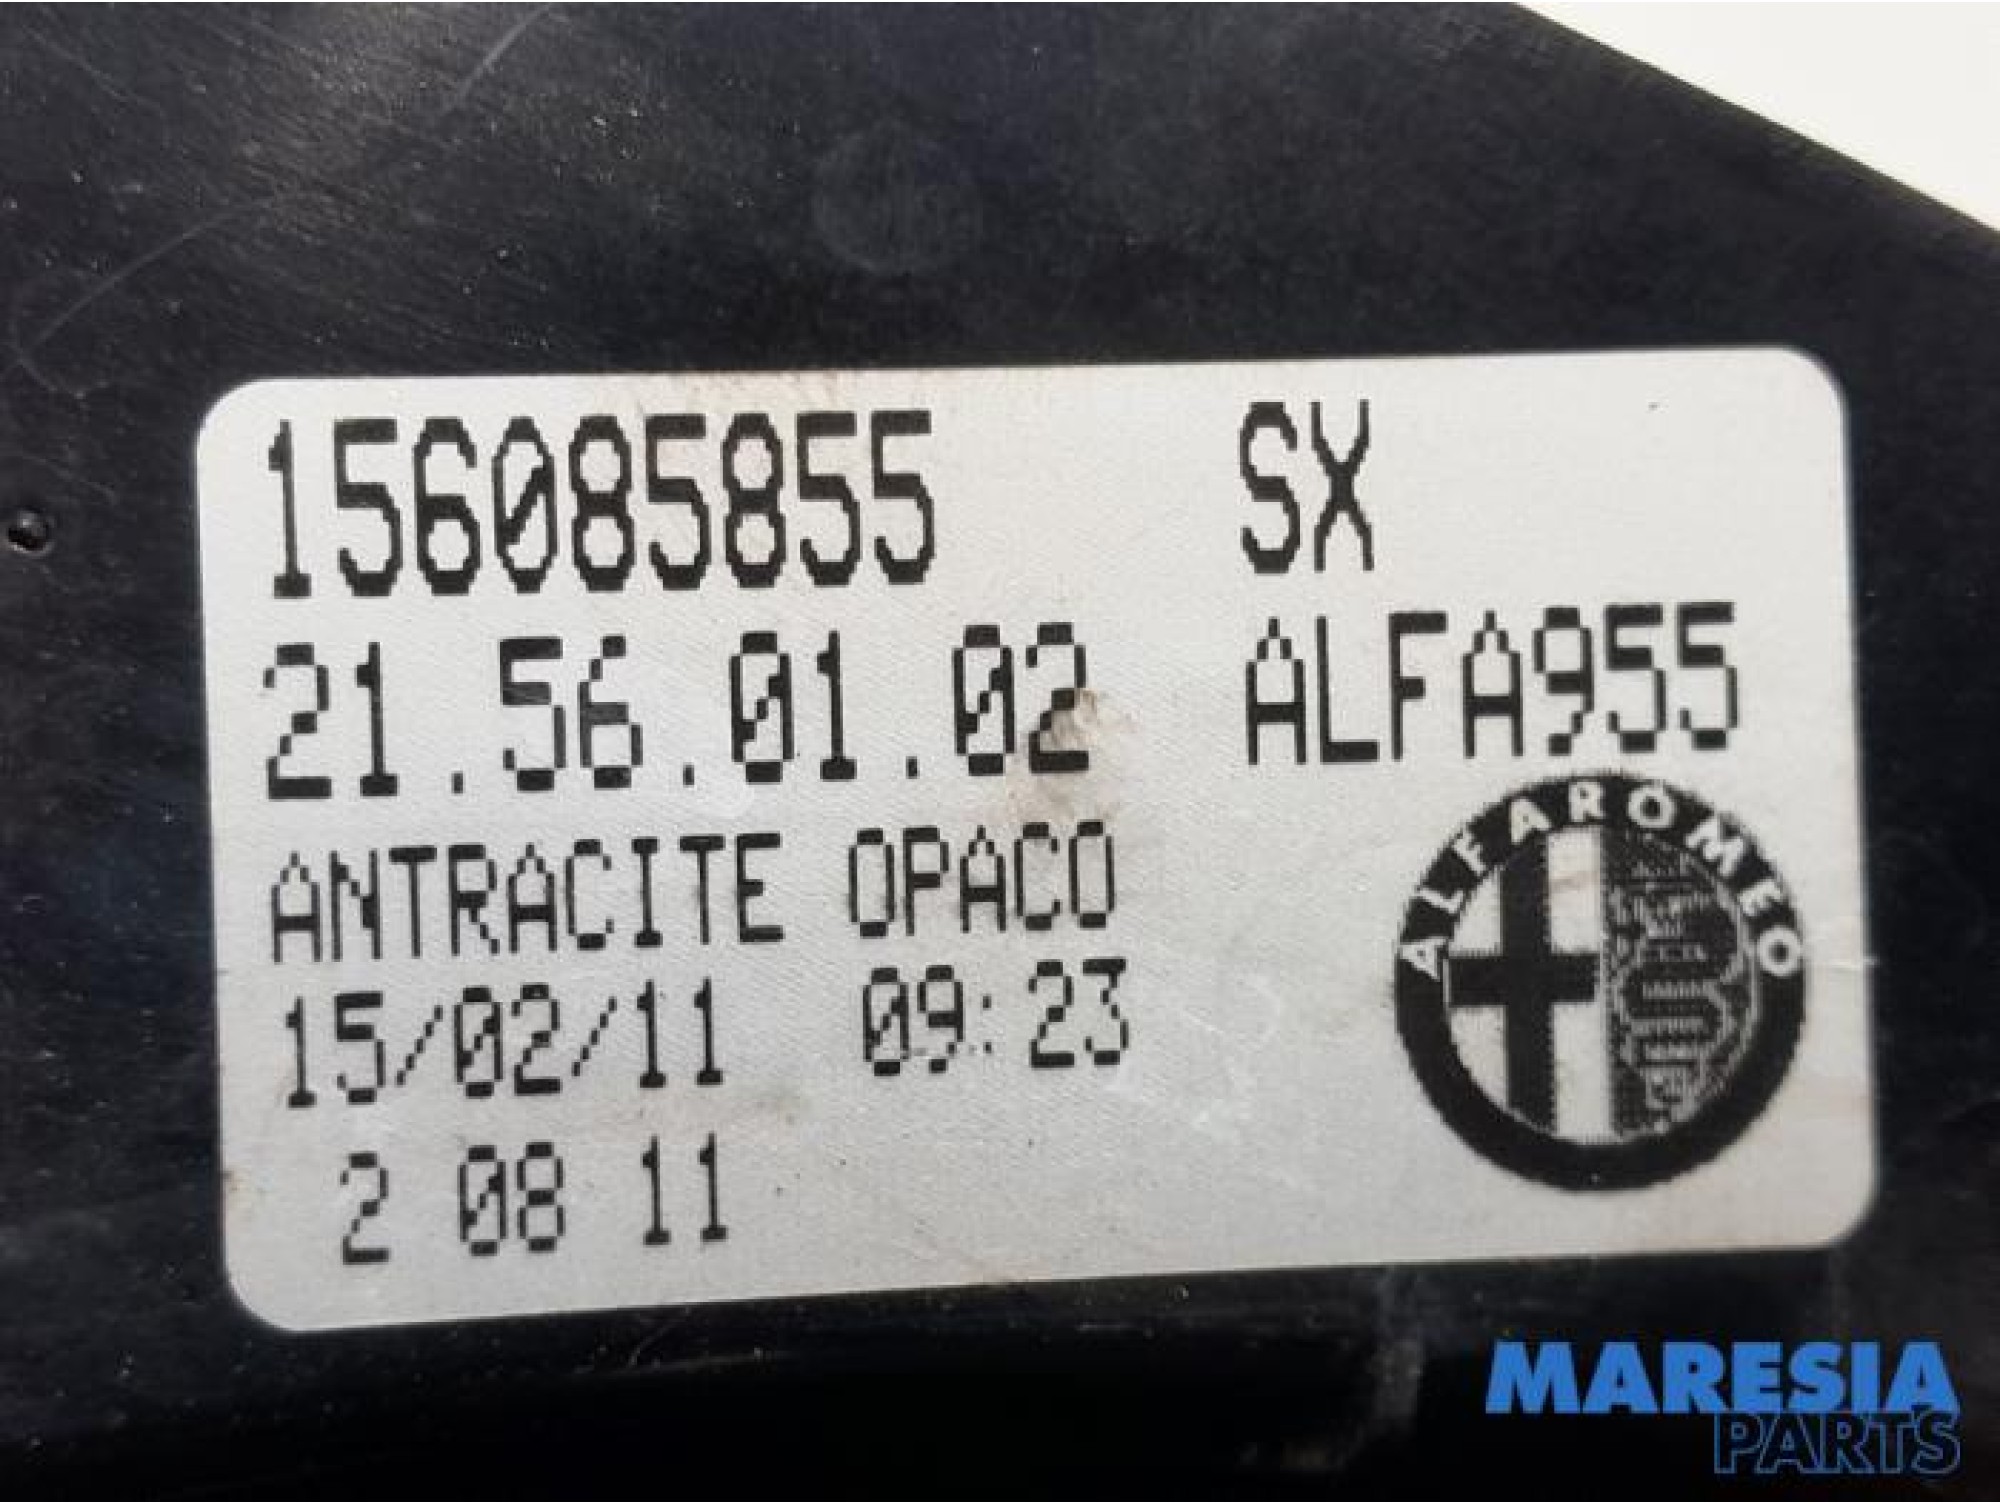 156085855 SX
21.56.01.02 ALFA955
ANTRACITE OPACO
15/02/11 09:23
2 08 11
ALFA ROMEO
MARESIA
PARTS